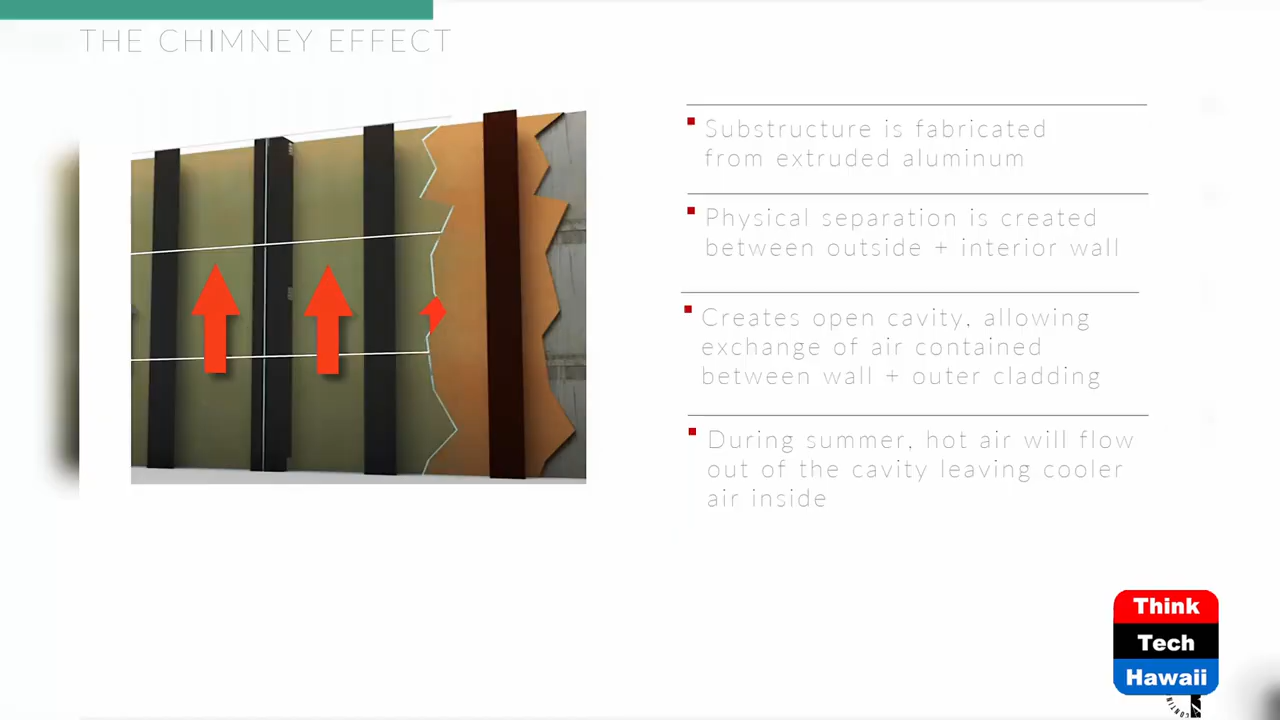 THE CHIMNEY EFFECT
Substructure is fabricated
from extruded aluminum
Physical separation is created
between outside + interior wall
Creates open cavity, allowing
exchange of air contained
between wall + outer cladding
During summer, hot air will flow
out of the cavity leaving cooler
air inside
Think
Tech
Hawaii